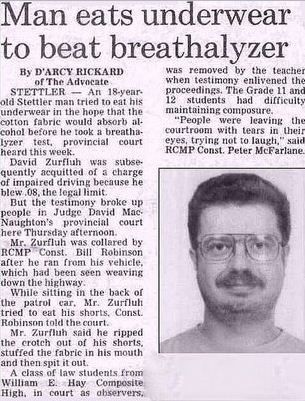 Man eats underwear
to beat breathalyzer
By D'ARCY RICKARD
of The Advocate
STETTLER — An 18-year-
old Stettler man tried to eat his
underwear in the hope that the
cotton fabric would absorb al-
cohol before he took a breatha-
lyzer test, provincial court
heard this week.
David Zurfluh was subse-
quently acquitted of a charge
of impaired driving because he
blew .08, the legal limit.
But the testimony broke up
people in Judge David Mac-
Naughton's provincial court
here Thursday afternoon.
Mr. Zurfluh was collared by
RCMP Const. Bill Robinson
after he ran from his vehicle,
which had been seen weaving
down the highway.
While sitting in the back of
the patrol car, Mr. Zurfluh
tried to eat his shorts, Const.
Robinson told the court.
Mr. Zurfluh said he ripped the
crotch out of his shorts,
stuffed the fabric in his mouth
and then spit it out.
A class of law students from
William E. Hay Composite
High, in court as observers,
was removed by the teacher
when testimony enlivened the
proceedings. The Grade 11 and
12 students had difficulty
maintaining composure.
"People were leaving the
courtroom with tears in their
eyes, trying not to laugh," said
RCMP Const. Peter McFarlane.